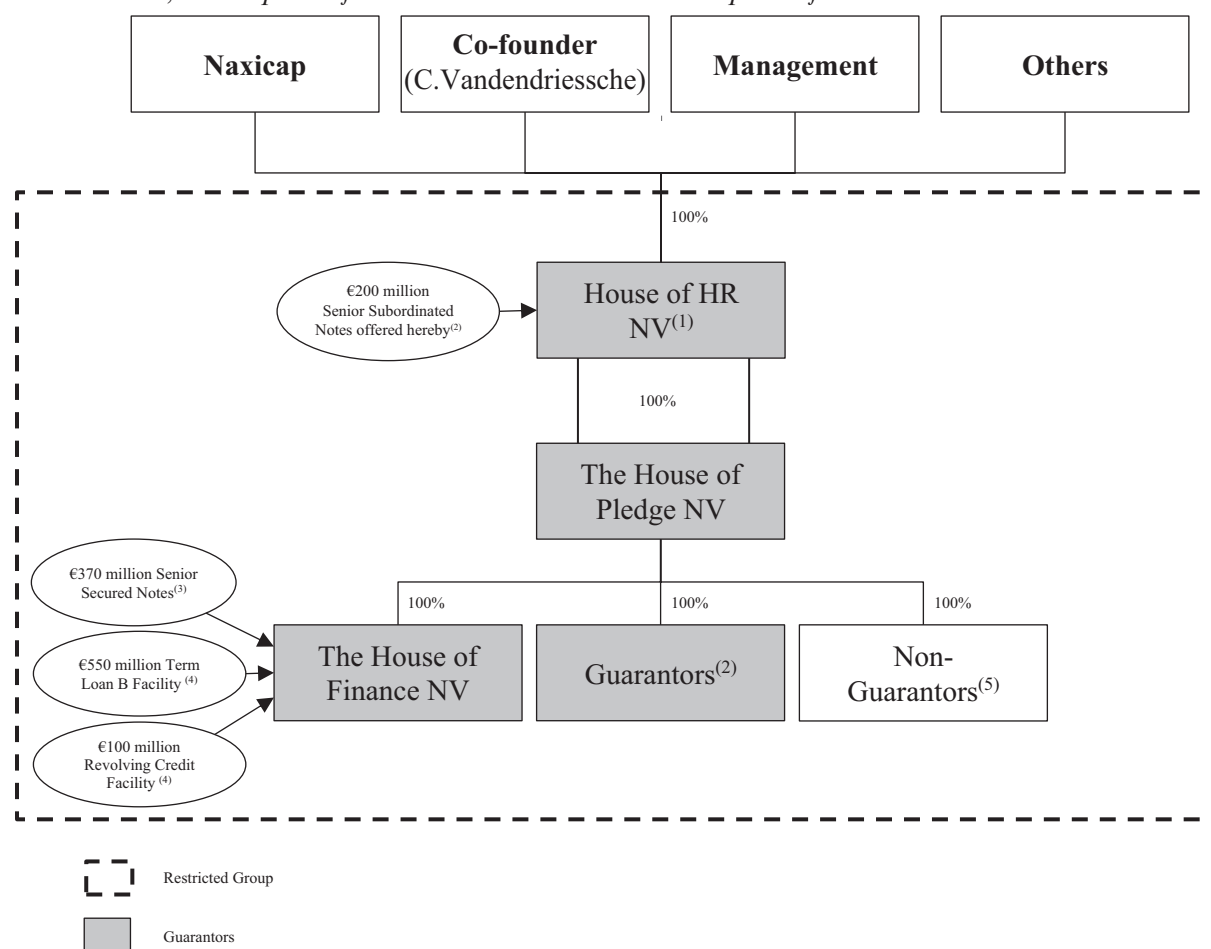 Naxicap
Co-founder
(C.Vandendriessche)
Management
Others
100%
€200 million
Senior Subordinated
Notes offered hereby(2)
House of HR
NV(1)
100%
The House of
Pledge NV
€370 million Senior
Secured Notes(3)
100%
100%
100%
€550 million Term
Loan B Facility (4)
The House of
Finance NV
Guarantors(2)
Non-
Guarantors(5)
€100 million
Revolving Credit
Facility (4)
Restricted Group
Guarantors